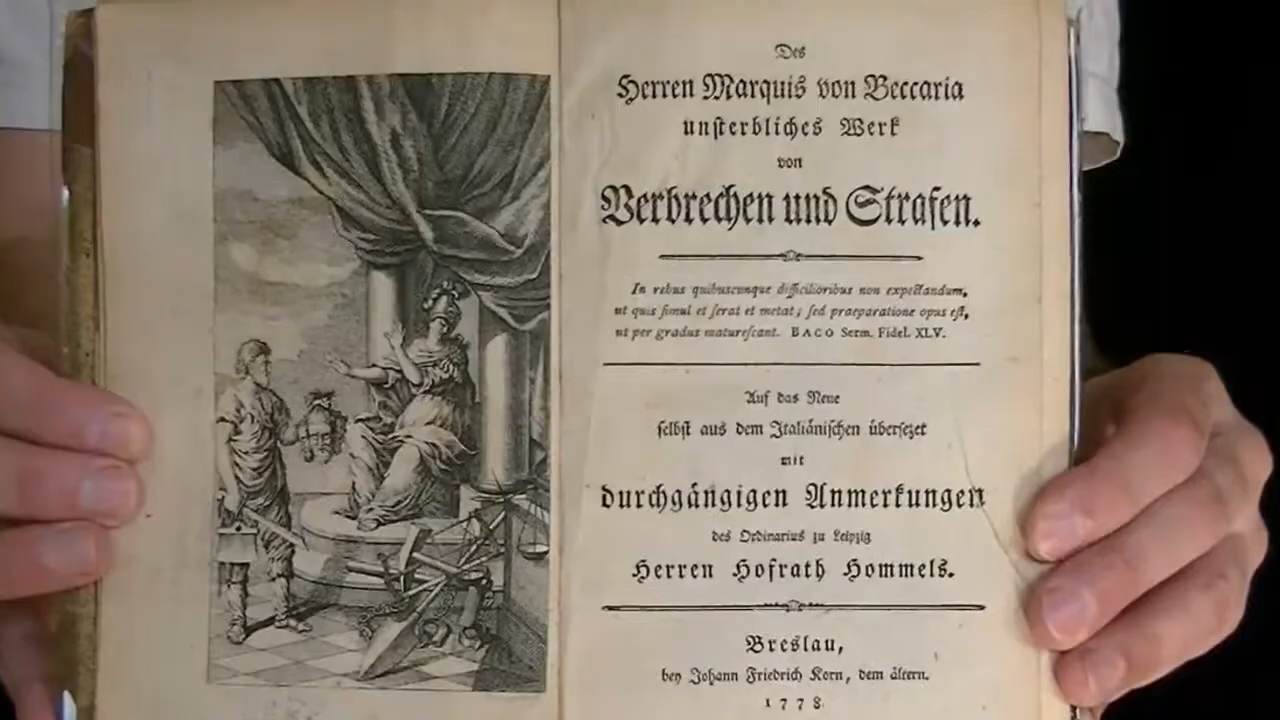 Des
Herren Marquis von Beccaria
unsterbliches Werk
von
Verbrechen und Strafen.
In rebus quibuscunque difficilioribus non expectandum,
ut quis simul et serat et metat; sed praeparatione opus est,
ut per gradus maturescant. BACO Serm. Fidel. XLV.
Auf das Neue
selbst aus dem Italiänischen übersezet
mit
durchgängigen Anmerkungen
des Ordinarius zu Leipzig
Herren Hofrath Hommels.
Breslau,
bey Johann Friedrich Korn, dem ältern.
1778.